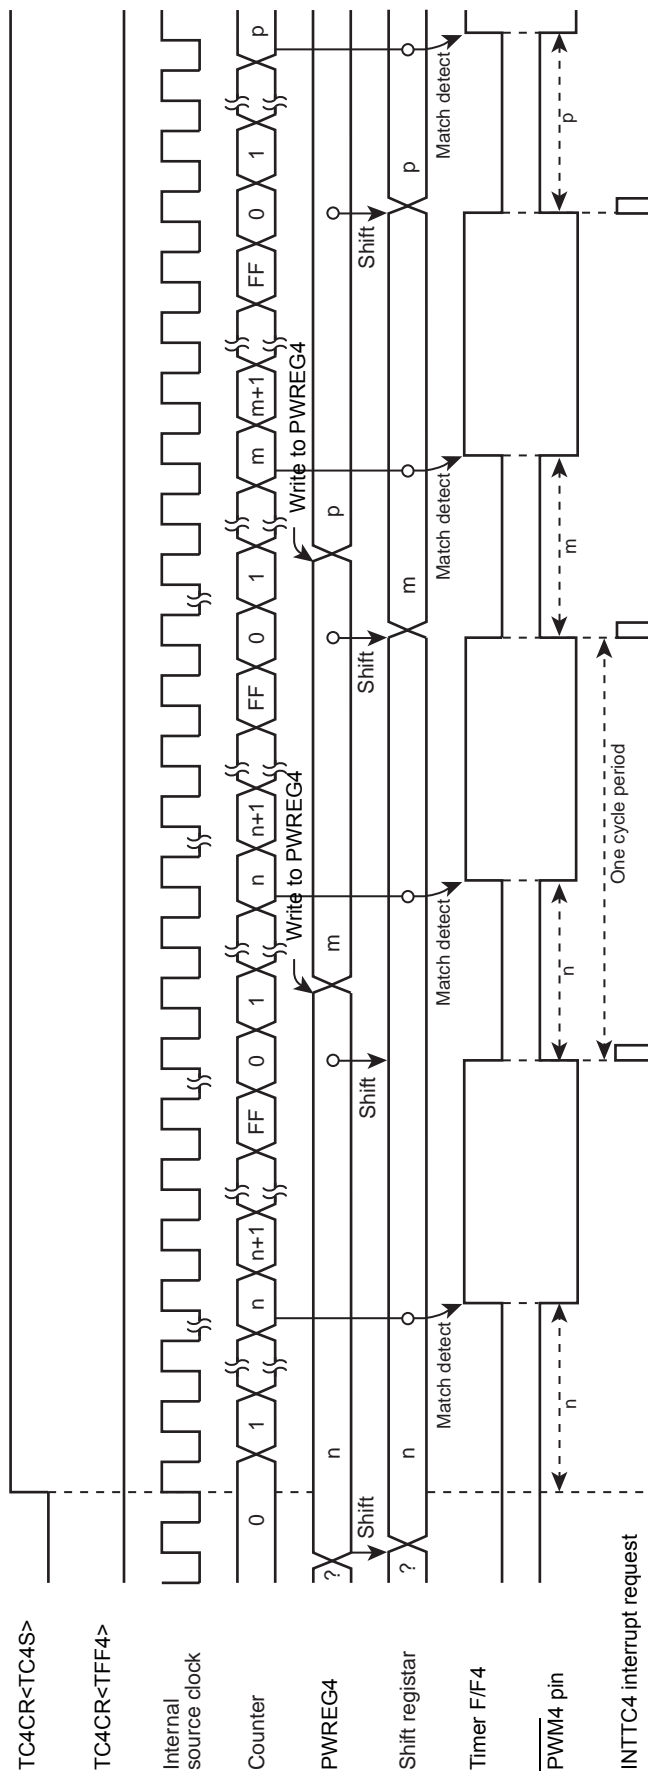 TC4CR<TC4S>
TC4CR<TFF4>
Internal
source clock
Counter
0 1 n n+1 FF 0 1 n n+1 FF 0 1 m m+1 FF 0 1 p
Write to PWREG4
Write to PWREG4
PWREG4
? n m p
Shift
Shift
Shift
Shift
Shift registar
? n m p
Match detect
Match detect
Match detect
Match detect
Timer F/F4
PWM4 pin
n n m p
One cycle period
INTTC4 interrupt request